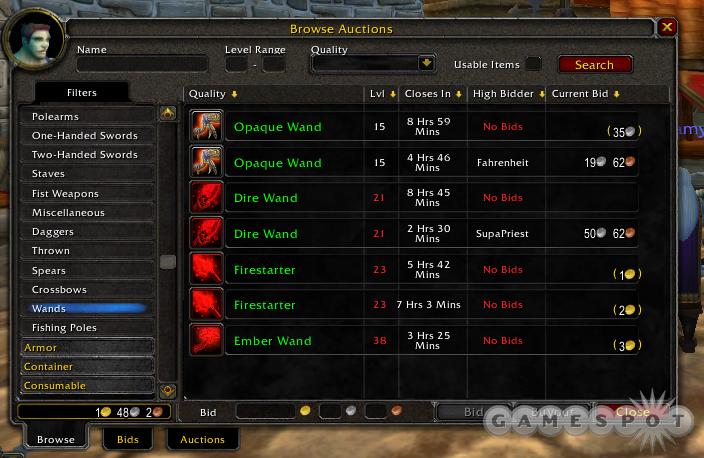 Browse Auctions
Name
Level Range
Quality
-
Usable Items
Search
Filters
Polearms
One-Handed Swords
Two-Handed Swords
Staves
Fist Weapons
Miscellaneous
Daggers
Thrown
Spears
Crossbows
Wands
Fishing Poles
Armor
Container
Consumable
1 48 2
Quality Lvl Closes In High Bidder Current Bid
Opaque Wand 15 8 Hrs 59 Mins No Bids (35)
Opaque Wand 15 4 Hrs 46 Mins Fahrenheit 19 62
Dire Wand 21 8 Hrs 45 Mins No Bids
Dire Wand 21 2 Hrs 30 Mins SupaPriest 50 62
Firestarter 23 5 Hrs 42 Mins No Bids (1)
Firestarter 23 7 Hrs 3 Mins No Bids (2)
Ember Wand 38 3 Hrs 25 Mins No Bids (3)
Bid
Bid Buyout Close
GAMESPOT
Browse Bids Auctions